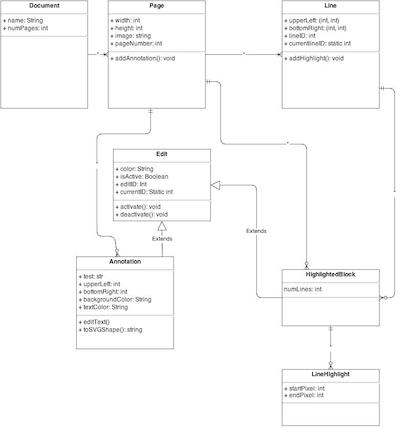 Document
+ name: String
+ numPages: int
Page
+ width: int
+ height: int
+ image: string
+ pageNumber: int
+ addAnnotation(): void
Line
+ upperLeft: (int, int)
+ bottomRight: (int, int)
+ lineID: int
+ currentlineID: static int
+ addHighlight(): void
Edit
+ color: String
+ isActive: Boolean
+ editID: Int
+ currentID: Static int
+ activate(): void
+ deactivate(): void
Extends
Extends
Annotation
+ test: str
+ upperLeft: int
+ bottomRight: int
+ backgroundColor: String
+ textColor: String
+ editText()
+ toSVGShape(): string
HighlightedBlock
numLines: int
LineHighlight
+ startPixel: int
+ endPixel: int